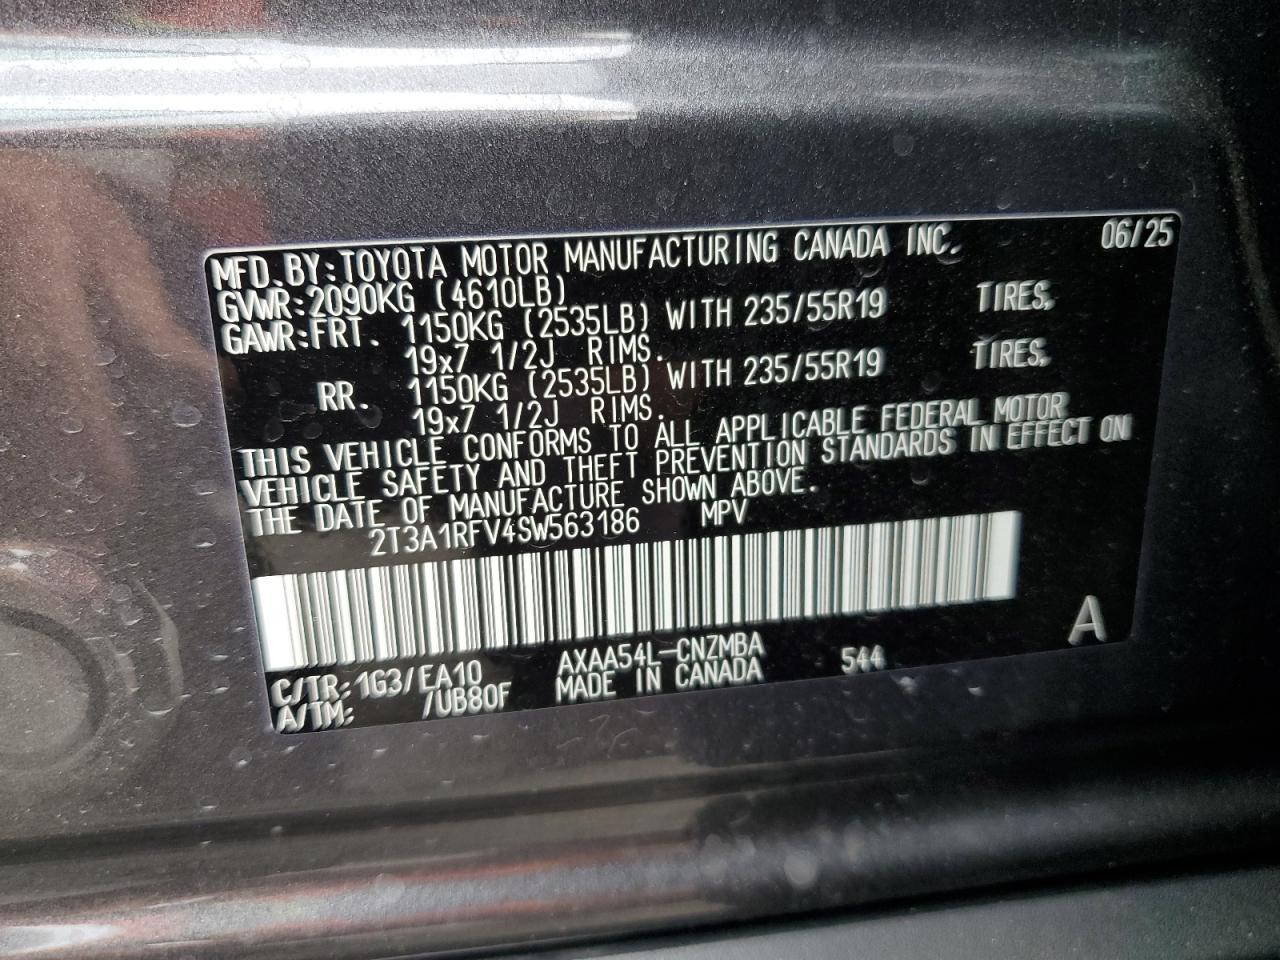 MFD.BY:TOYOTA MOTOR MANUFACTURING CANADA INC. 06/25
GVWR:2090KG (4610LB)
GAWR:FRT. 1150KG (2535LB) WITH 235/55R19 TIRES,
19x7 1/2J RIMS.
RR. 1150KG (2535LB) WITH 235/55R19 TIRES,
19x7 1/2J RIMS.
THIS VEHICLE CONFORMS TO ALL APPLICABLE FEDERAL MOTOR
VEHICLE SAFETY AND THEFT PREVENTION STANDARDS IN EFFECT ON
THE DATE OF MANUFACTURE SHOWN ABOVE.
2T3A1RFV4SW563186 MPV
A
C/TR:1G3/EA10 AXAA54L-CNZMBA 544
A/TM: /UB80F MADE IN CANADA